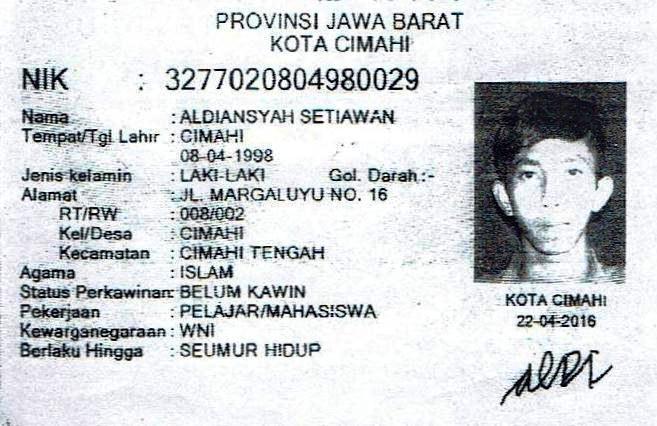 PROVINSI JAWA BARAT
KOTA CIMAHI
NIK : 3277020804980029
Nama : ALDIANSYAH SETIAWAN
Tempat/Tgl Lahir : CIMAHI
08-04-1998
Jenis kelamin : LAKI-LAKI Gol. Darah :-
Alamat : JL. MARGALUYU NO. 16
RT/RW : 008/002
Kel/Desa : CIMAHI
Kecamatan : CIMAHI TENGAH
Agama : ISLAM
Status Perkawinan: BELUM KAWIN
Pekerjaan : PELAJAR/MAHASISWA
Kewarganegaraan : WNI
Berlaku Hingga : SEUMUR HIDUP
KOTA CIMAHI
22-04-2016